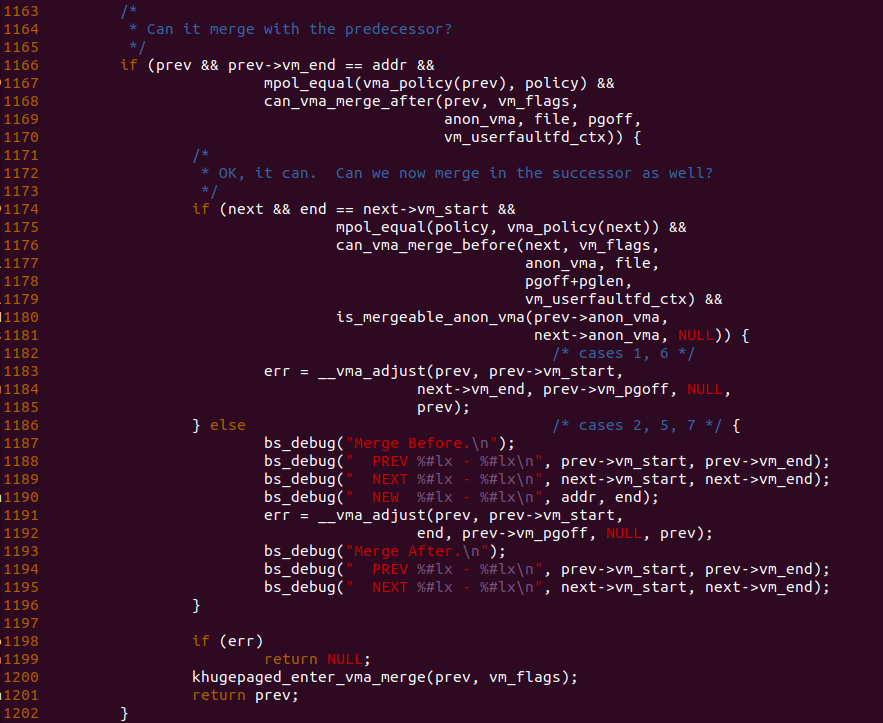 1163 /*
1164 * Can it merge with the predecessor?
1165 */
1166 if (prev && prev->vm_end == addr &&
1167 mpol_equal(vma_policy(prev), policy) &&
1168 can_vma_merge_after(prev, vm_flags,
1169 anon_vma, file, pgoff,
1170 vm_userfaultfd_ctx)) {
1171 /*
1172 * OK, it can.  Can we now merge in the successor as well?
1173 */
1174 if (next && end == next->vm_start &&
1175 mpol_equal(policy, vma_policy(next)) &&
1176 can_vma_merge_before(next, vm_flags,
1177 anon_vma, file,
1178 pgoff+pglen,
1179 vm_userfaultfd_ctx) &&
1180 is_mergeable_anon_vma(prev->anon_vma,
1181 next->anon_vma, NULL)) {
1182 /* cases 1, 6 */
1183 err = __vma_adjust(prev, prev->vm_start,
1184 next->vm_end, prev->vm_pgoff, NULL,
1185 prev);
1186 } else /* cases 2, 5, 7 */ {
1187 bs_debug("Merge Before.\n");
1188 bs_debug("  PREV %#lx - %#lx\n", prev->vm_start, prev->vm_end);
1189 bs_debug("  NEXT %#lx - %#lx\n", next->vm_start, next->vm_end);
1190 bs_debug("  NEW  %#lx - %#lx\n", addr, end);
1191 err = __vma_adjust(prev, prev->vm_start,
1192 end, prev->vm_pgoff, NULL, prev);
1193 bs_debug("Merge After.\n");
1194 bs_debug("  PREV %#lx - %#lx\n", prev->vm_start, prev->vm_end);
1195 bs_debug("  NEXT %#lx - %#lx\n", next->vm_start, next->vm_end);
1196 }
1197
1198 if (err)
1199 return NULL;
1200 khugepaged_enter_vma_merge(prev, vm_flags);
1201 return prev;
1202 }